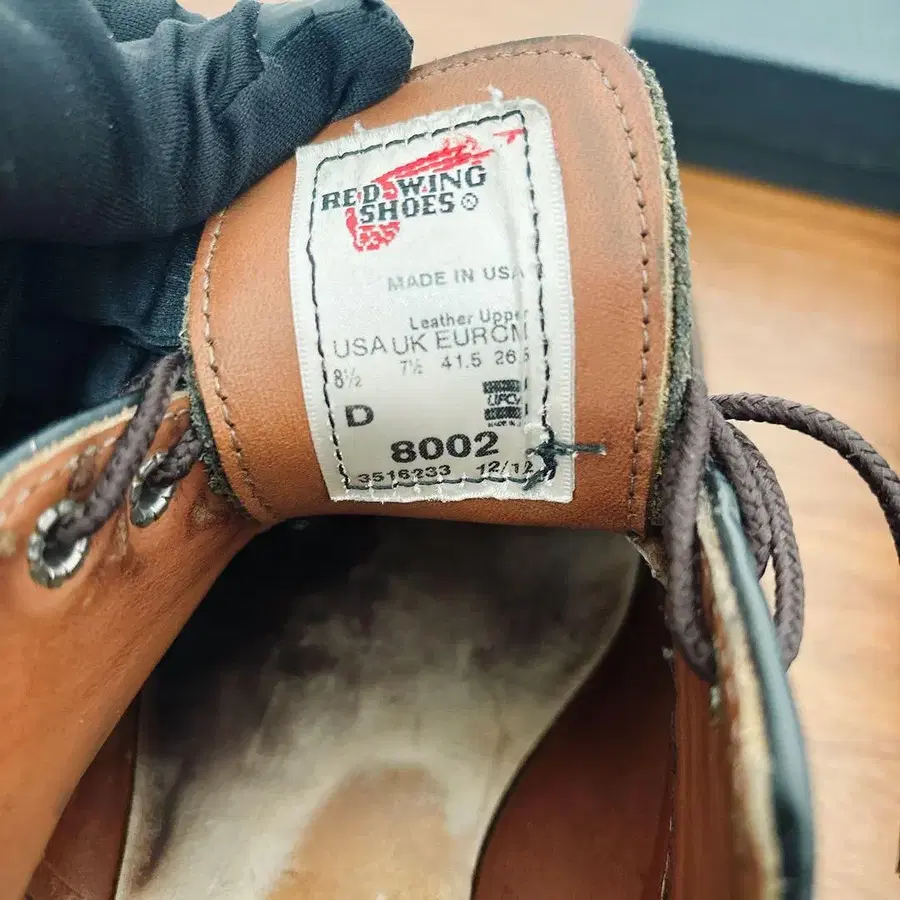 RED WING
SHOES ®
MADE IN USA
Leather Upper
USA UK EUR CM
8½ 7½ 41.5 26.5
D
UFCW
8002
3516233 12/12